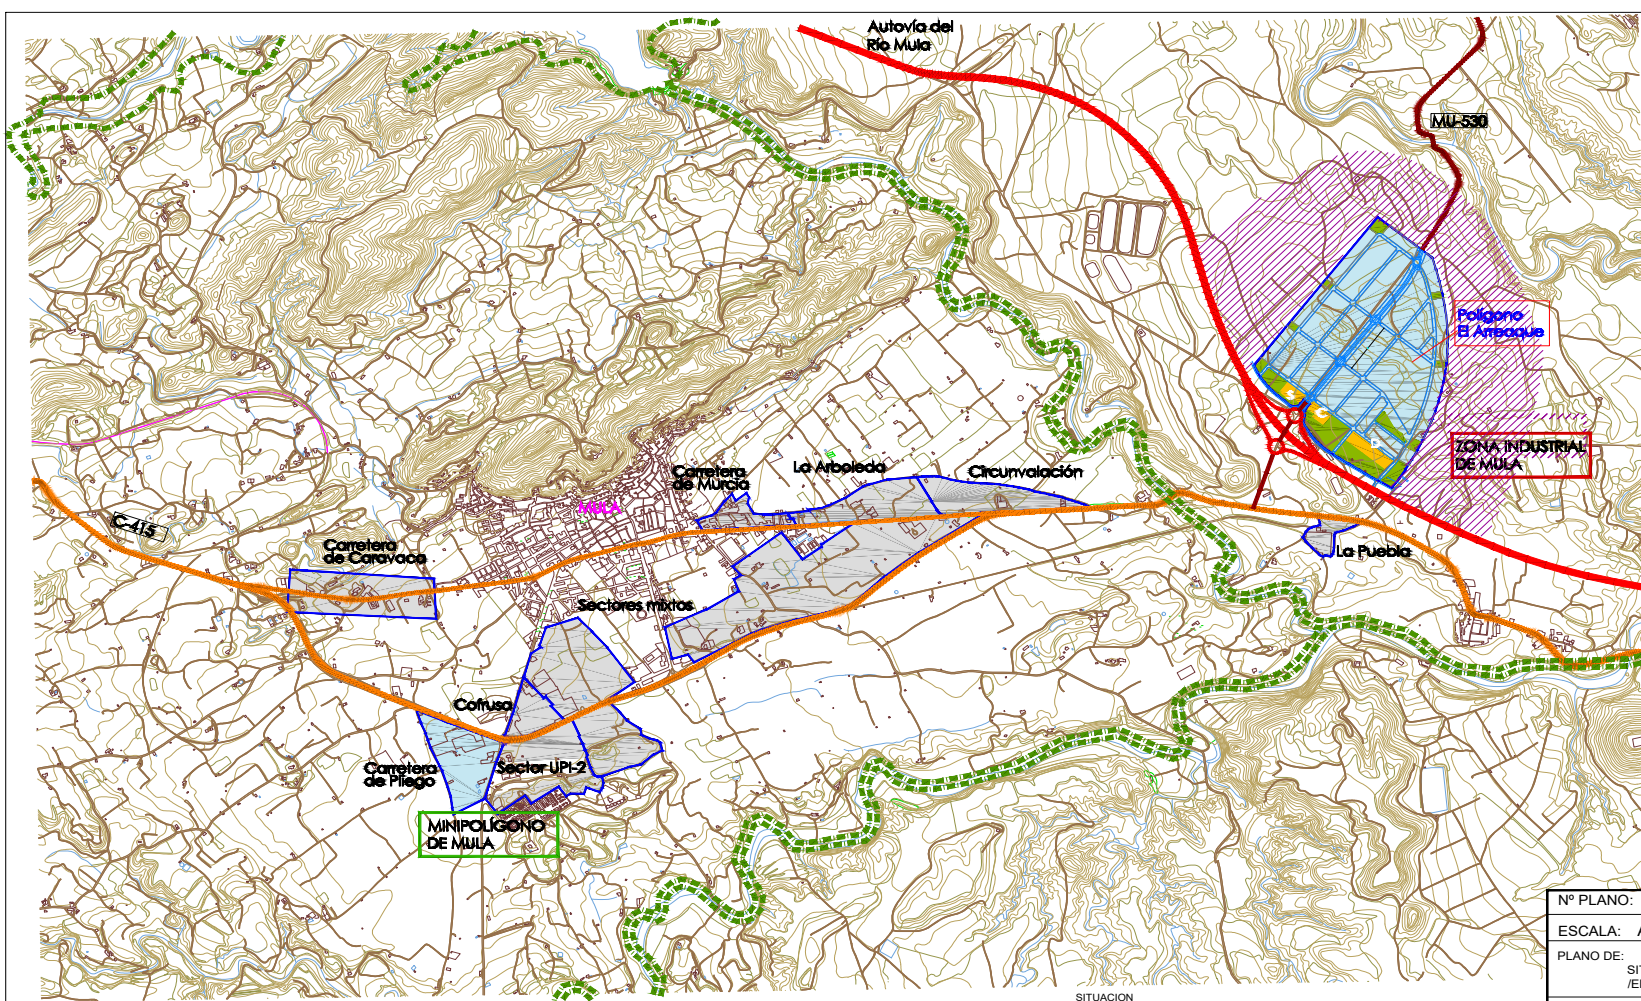 Autovía del
Río Mula
MU-530
Polígono
El Arreaque
ZONA INDUSTRIAL
DE MULA
Carretera
de Murcia
La Arboleda
Circunvalación
MULA
C-415
Carretera
de Caravaca
La Puebla
Sectores mixtos
Cofrusa
Carretera
de Pliego
Sector UPI-2
MINIPOLÍGONO
DE MULA
Nº PLANO:
ESCALA: A
PLANO DE:
SIT
/E
SITUACION